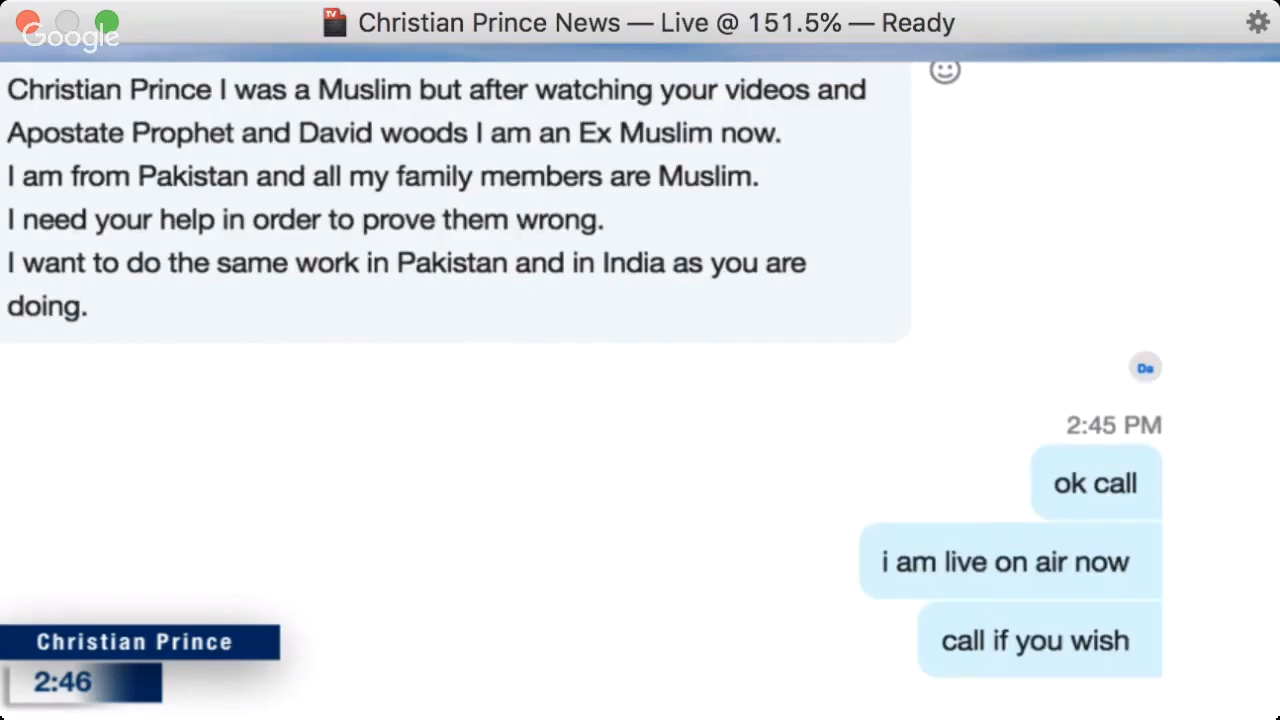 Christian Prince News — Live @ 151.5% — Ready
Google
Christian Prince I was a Muslim but after watching your videos and
Apostate Prophet and David woods I am an Ex Muslim now.
I am from Pakistan and all my family members are Muslim.
I need your help in order to prove them wrong.
I want to do the same work in Pakistan and in India as you are
doing.
Da
2:45 PM
ok call
i am live on air now
call if you wish
Christian Prince
2:46